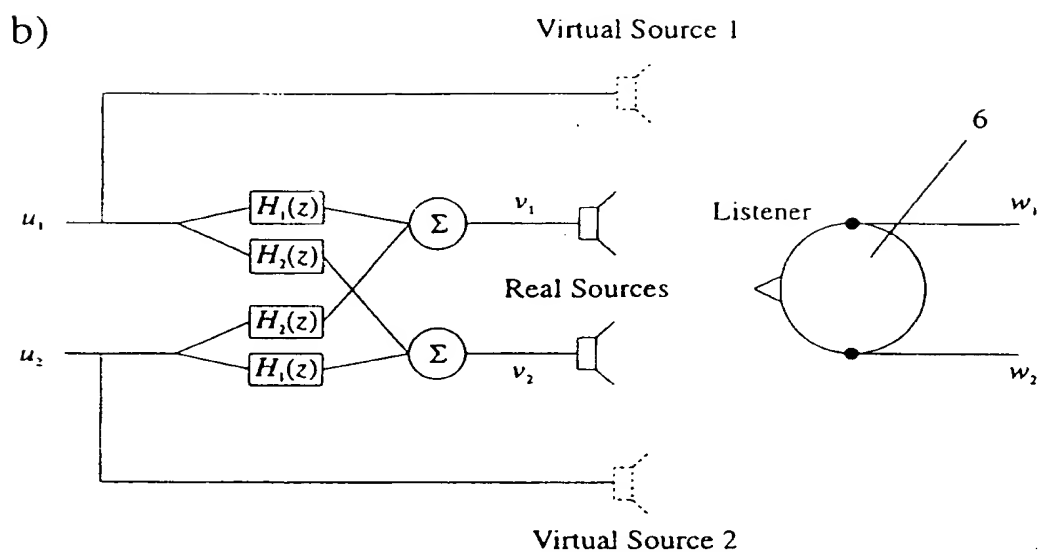 b)
Virtual Source 1
6
u₁
H₁(z)
Σ
v₁
Listener
w₁
H₂(z)
Real Sources
H₂(z)
u₂
H₁(z)
Σ
v₂
w₂
Virtual Source 2